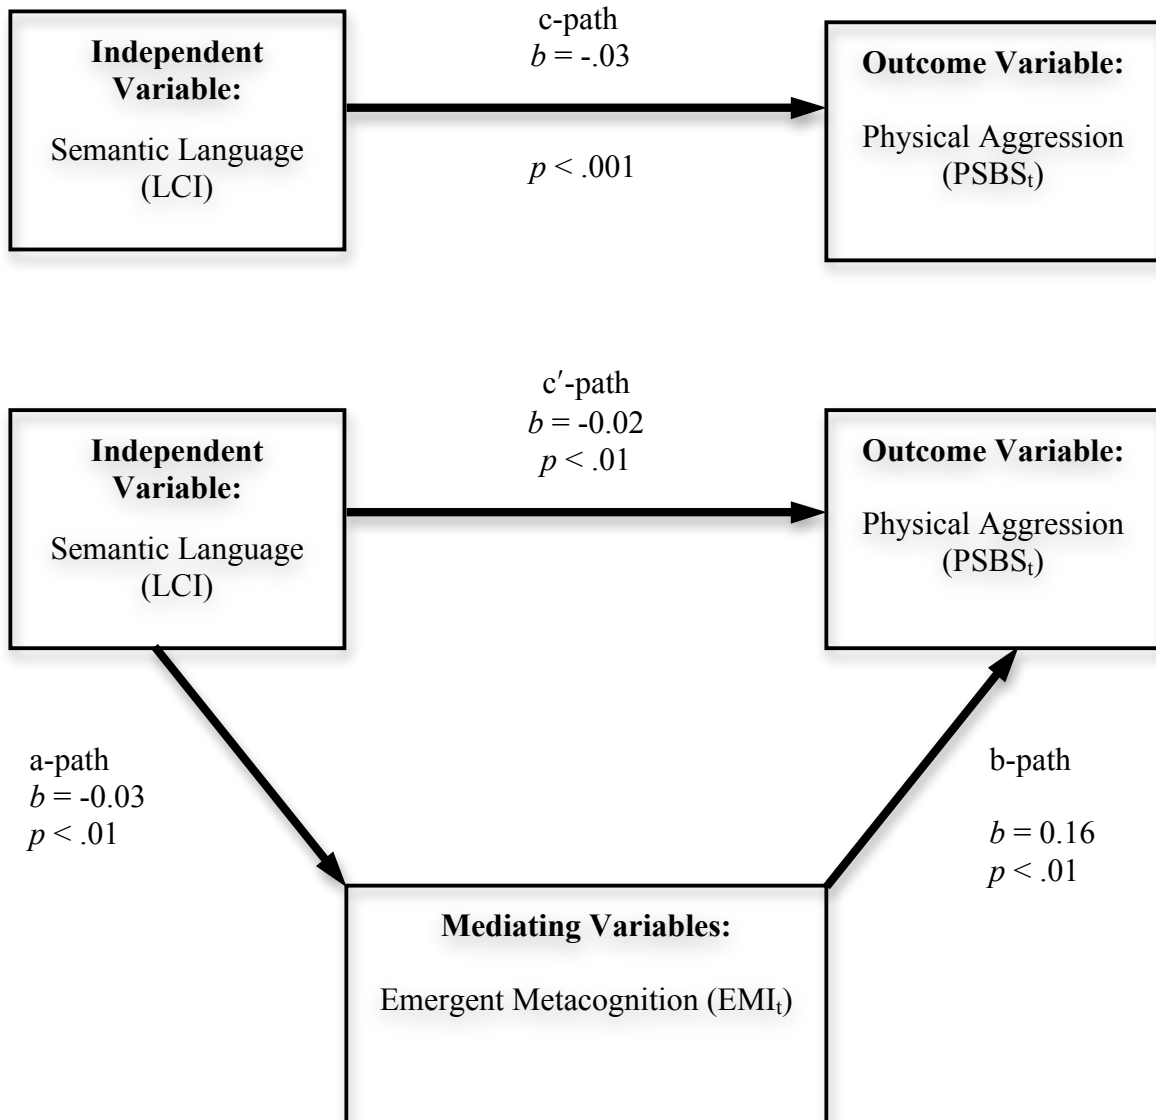 Independent
Variable:
Semantic Language
(LCI)
c-path
b = -.03
p < .001
Outcome Variable:
Physical Aggression
(PSBSt)
Independent
Variable:
Semantic Language
(LCI)
c′-path
b = -0.02
p < .01
Outcome Variable:
Physical Aggression
(PSBSt)
a-path
b = -0.03
p < .01
b-path
b = 0.16
p < .01
Mediating Variables:
Emergent Metacognition (EMIt)